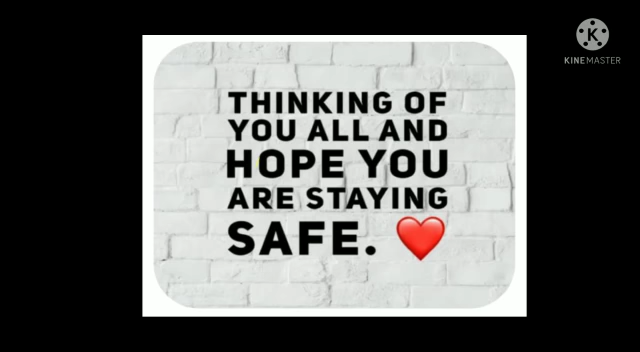 K
KINEMASTER
THINKING OF
YOU ALL AND
HOPE YOU
ARE STAYING
SAFE. ❤️